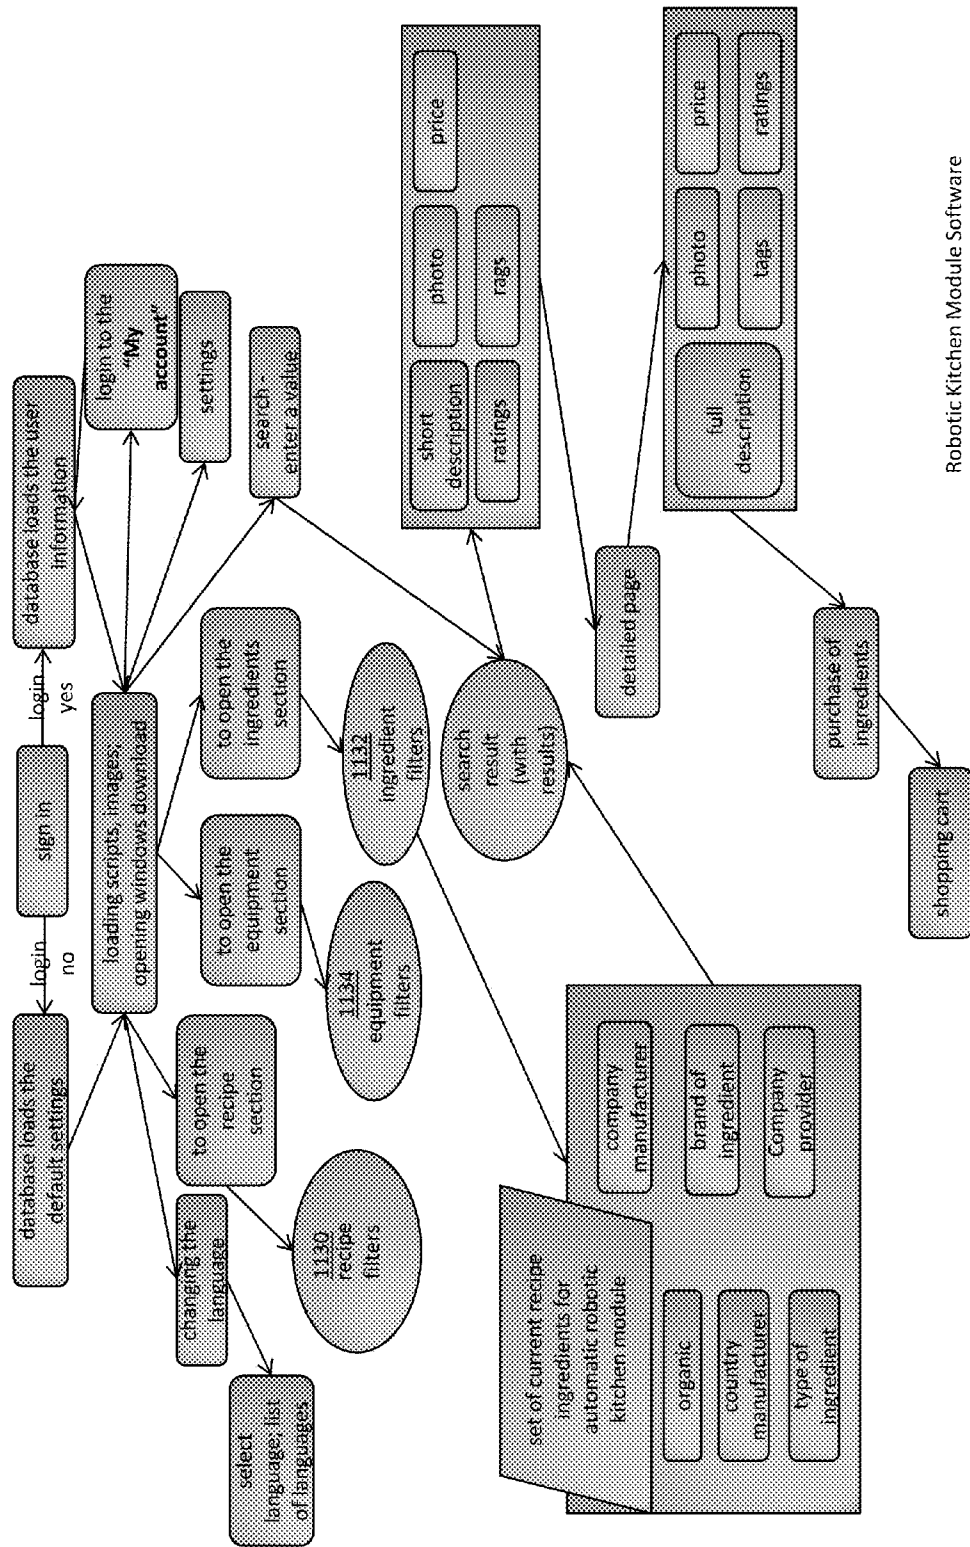 database loads the
default settings
login
no
sign in
login
yes
database loads the user
information
loading scripts, images,
opening windows download
login to the
"My
account"
settings
search -
enter a value
changing the
language
select
language; list
of languages
to open the
recipe
section
1130
recipe
filters
to open the
equipment
section
1134
equipment
filters
to open the
ingredients
section
1132
ingredient
filters
search
result
(with
results)
short
description
photo
price
ratings
rags
detailed page
full
description
photo
price
tags
ratings
purchase of
ingredients
shopping cart
set of current recipe
ingredients for
automatic robotic
kitchen module
organic
country
manufacturer
type of
ingredient
company
manufacturer
brand of
ingredient
Company
provider
Robotic Kitchen Module Software